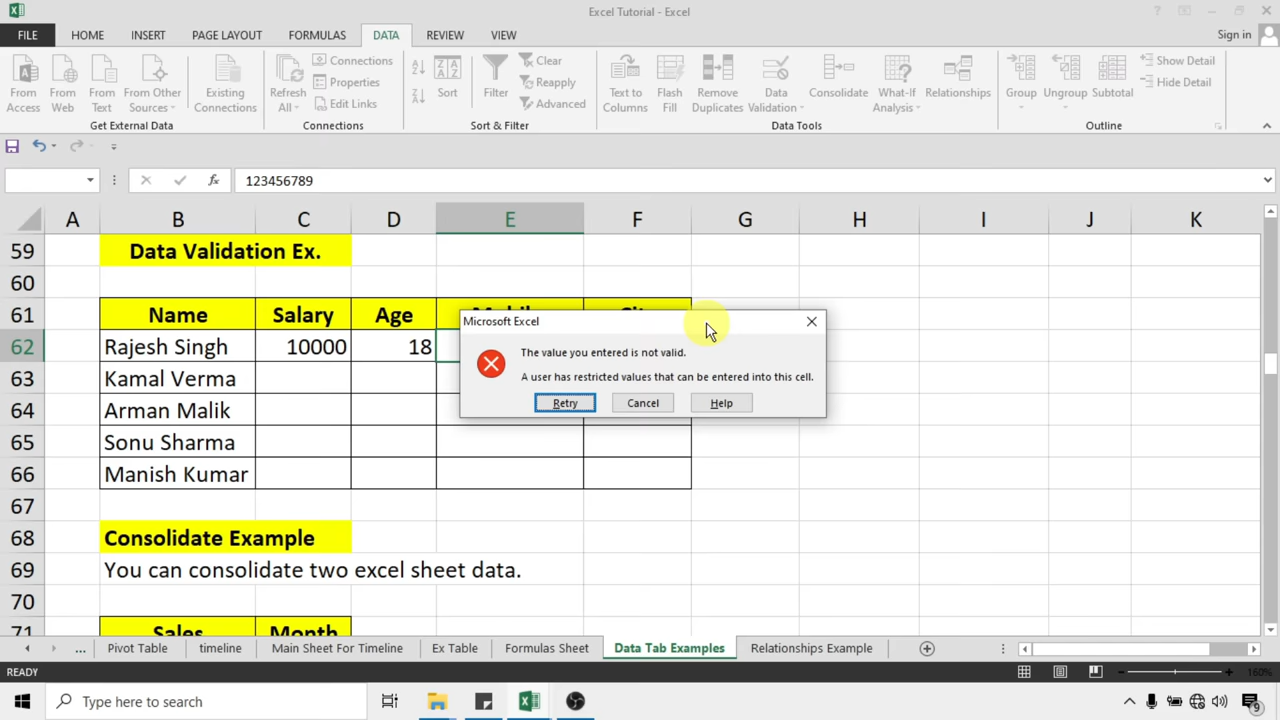 Excel Tutorial - Excel
?
FILE HOME INSERT PAGE LAYOUT FORMULAS DATA REVIEW VIEW Sign in
From Access
From Web
From Text
From Other Sources
Existing Connections
Get External Data
Refresh All
Connections
Properties
Edit Links
Connections
Sort
Filter
Clear
Reapply
Advanced
Sort & Filter
Text to Columns
Flash Fill
Remove Duplicates
Data Validation
Consolidate
What-If Analysis
Relationships
Data Tools
Group
Ungroup
Subtotal
Show Detail
Hide Detail
Outline
fx 123456789
A B C D E F G H I J K
59 Data Validation Ex.
60
61 Name Salary Age
62 Rajesh Singh 10000 18
63 Kamal Verma
64 Arman Malik
65 Sonu Sharma
66 Manish Kumar
67
68 Consolidate Example
69 You can consolidate two excel sheet data.
70
71 Sales Month
Microsoft Excel
The value you entered is not valid.
A user has restricted values that can be entered into this cell.
Retry Cancel Help
... Pivot Table timeline Main Sheet For Timeline Ex Table Formulas Sheet Data Tab Examples Relationships Example
READY 160%
Type here to search
9